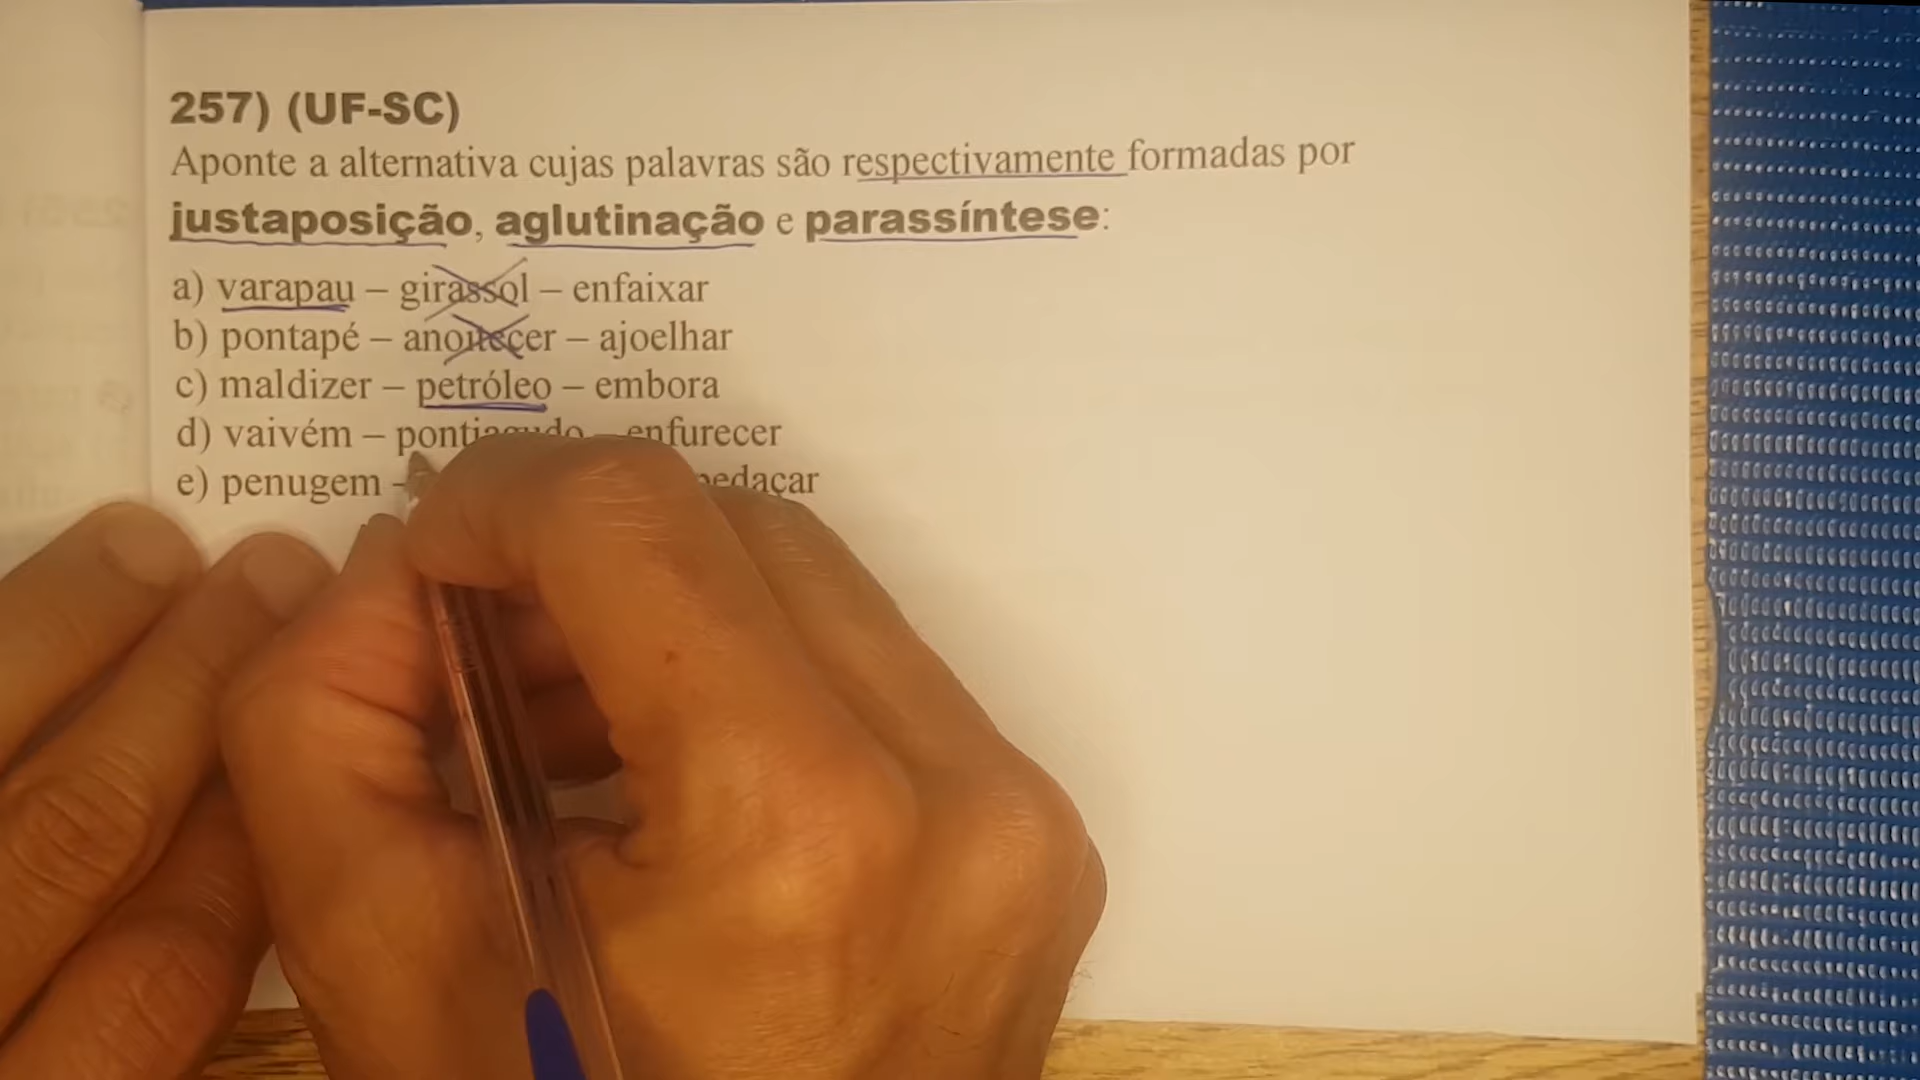 257) (UF-SC)
Aponte a alternativa cujas palavras são respectivamente formadas por
justaposição, aglutinação e parassíntese:
a) varapau – girassol – enfaixar
b) pontapé – anoitecer – ajoelhar
c) maldizer – petróleo – embora
d) vaivém – pontiagudo – enfurecer
e) penugem –